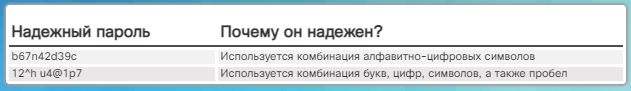 Надежный пароль Почему он надежен?
b67n42d39c Используется комбинация алфавитно-цифровых символов
12^h u4@1p7 Используется комбинация букв, цифр, символов, а также пробел